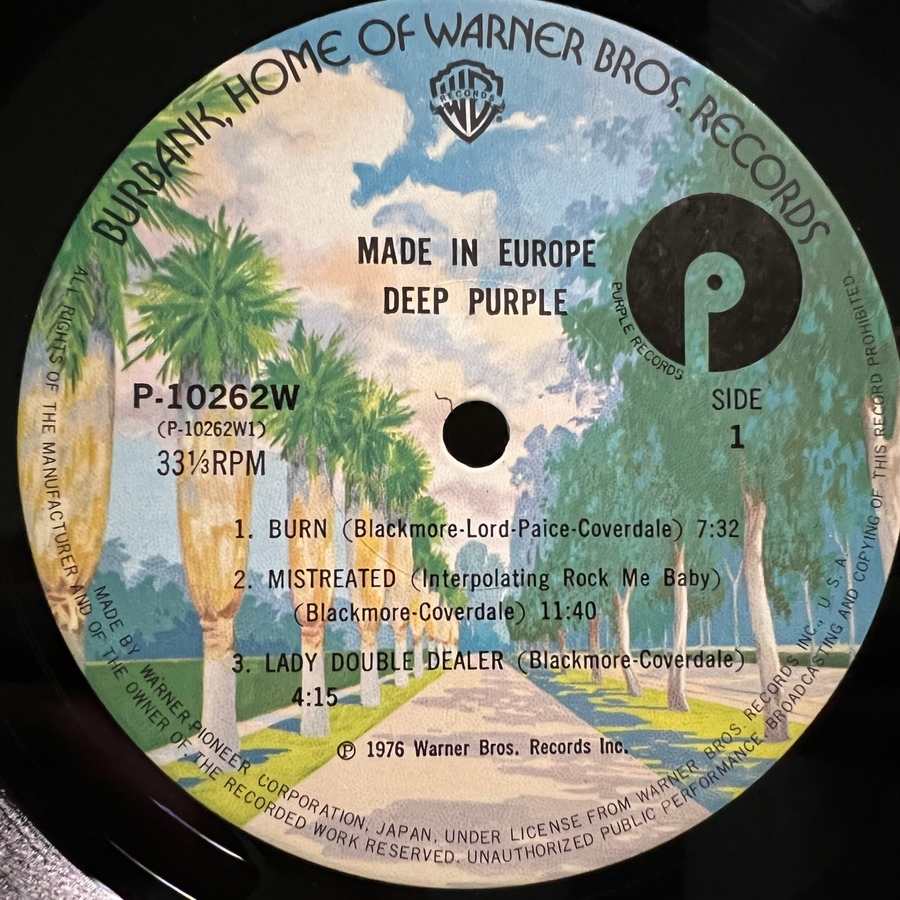 BURBANK, HOME OF WARNER BROS. RECORDS
W RECORDS ®
MADE IN EUROPE
DEEP PURPLE
P
PURPLE RECORDS
P-10262W
(P-10262W1)
33⅓RPM
SIDE
1
1. BURN (Blackmore-Lord-Paice-Coverdale) 7:32
2. MISTREATED (Interpolating Rock Me Baby)
(Blackmore-Coverdale) 11:40
3. LADY DOUBLE DEALER (Blackmore-Coverdale)
4:15
℗ 1976 Warner Bros. Records Inc.
MADE BY WARNER-PIONEER CORPORATION, JAPAN, UNDER LICENSE FROM WARNER BROS. RECORDS INC., U.S.A.
ALL RIGHTS OF THE MANUFACTURER AND OF THE OWNER OF THE RECORDED WORK RESERVED. UNAUTHORIZED PUBLIC PERFORMANCE, BROADCASTING AND COPYING OF THIS RECORD PROHIBITED